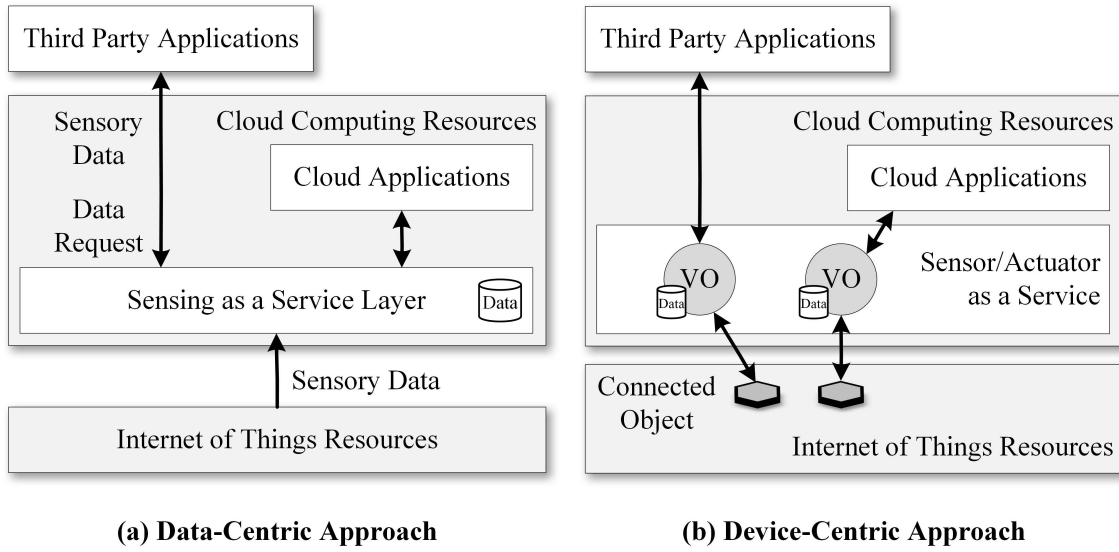 Third Party Applications
Sensory
Data
Cloud Computing Resources
Cloud Applications
Data
Request
Sensing as a Service Layer
Data
Sensory Data
Internet of Things Resources
(a) Data-Centric Approach
Third Party Applications
Cloud Computing Resources
Cloud Applications
VO
Data
VO
Data
Sensor/Actuator
as a Service
Connected
Object
Internet of Things Resources
(b) Device-Centric Approach